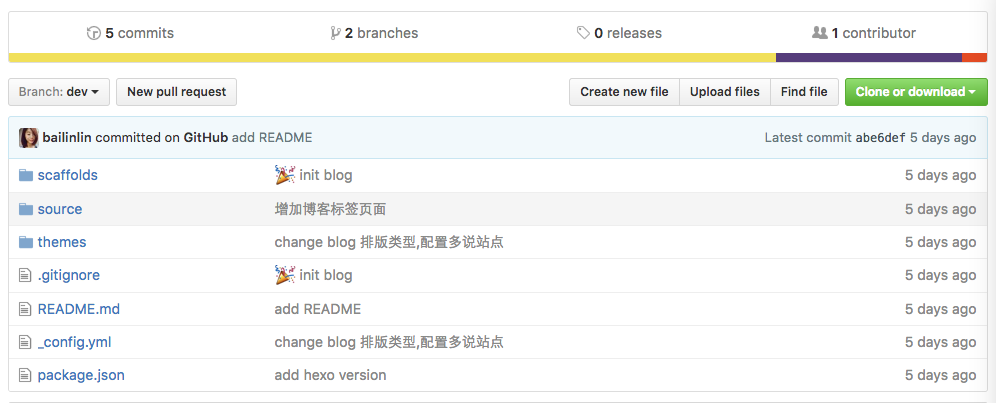 5 commits 2 branches 0 releases 1 contributor
Branch: dev New pull request Create new file Upload files Find file Clone or download
bailinlin committed on GitHub add README Latest commit abe6def 5 days ago
scaffolds init blog 5 days ago
source 增加博客标签页面 5 days ago
themes change blog 排版类型,配置多说站点 5 days ago
.gitignore init blog 5 days ago
README.md add README 5 days ago
_config.yml change blog 排版类型,配置多说站点 5 days ago
package.json add hexo version 5 days ago